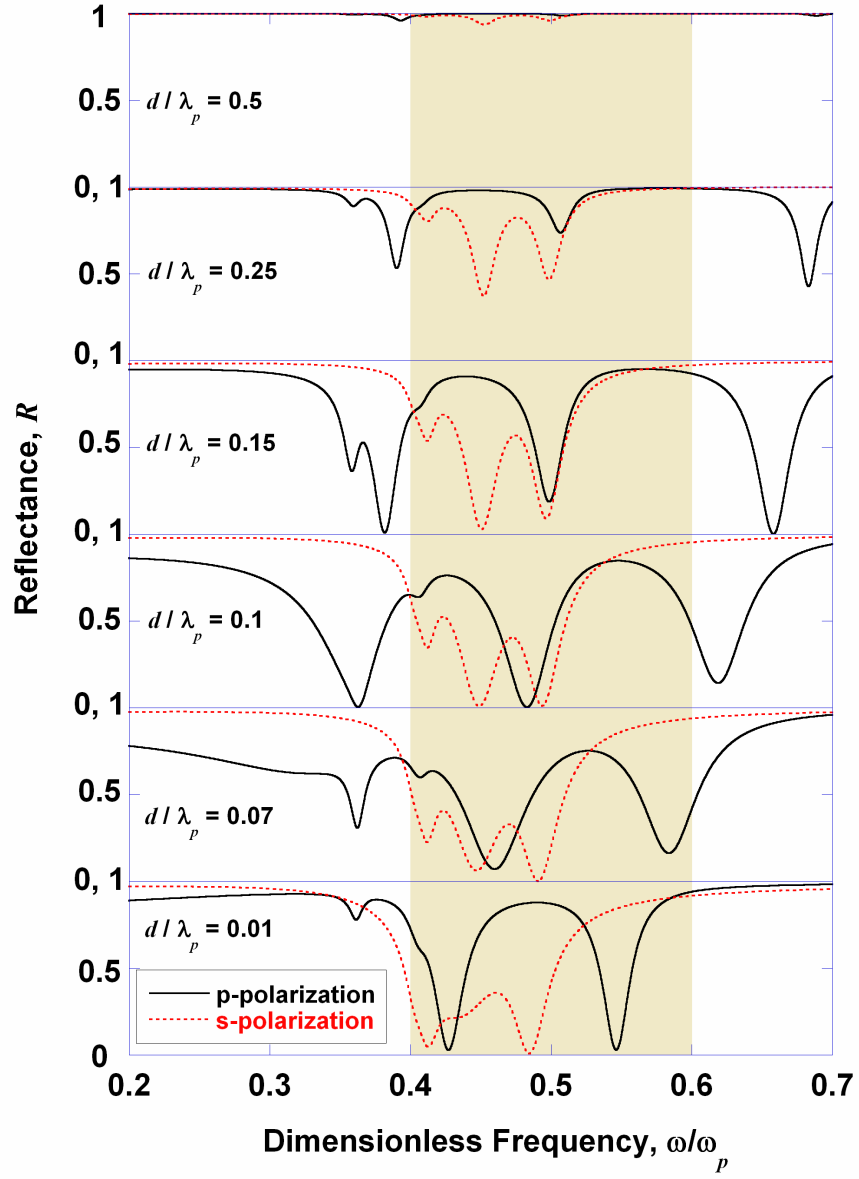 1
0.5
d / λp = 0.5
0, 1
0.5
d / λp = 0.25
0, 1
0.5
d / λp = 0.15
0, 1
0.5
d / λp = 0.1
0, 1
0.5
d / λp = 0.07
0, 1
d / λp = 0.01
0.5
p-polarization
s-polarization
0
0.2 0.3 0.4 0.5 0.6 0.7
Dimensionless Frequency, ω/ωp
Reflectance, R